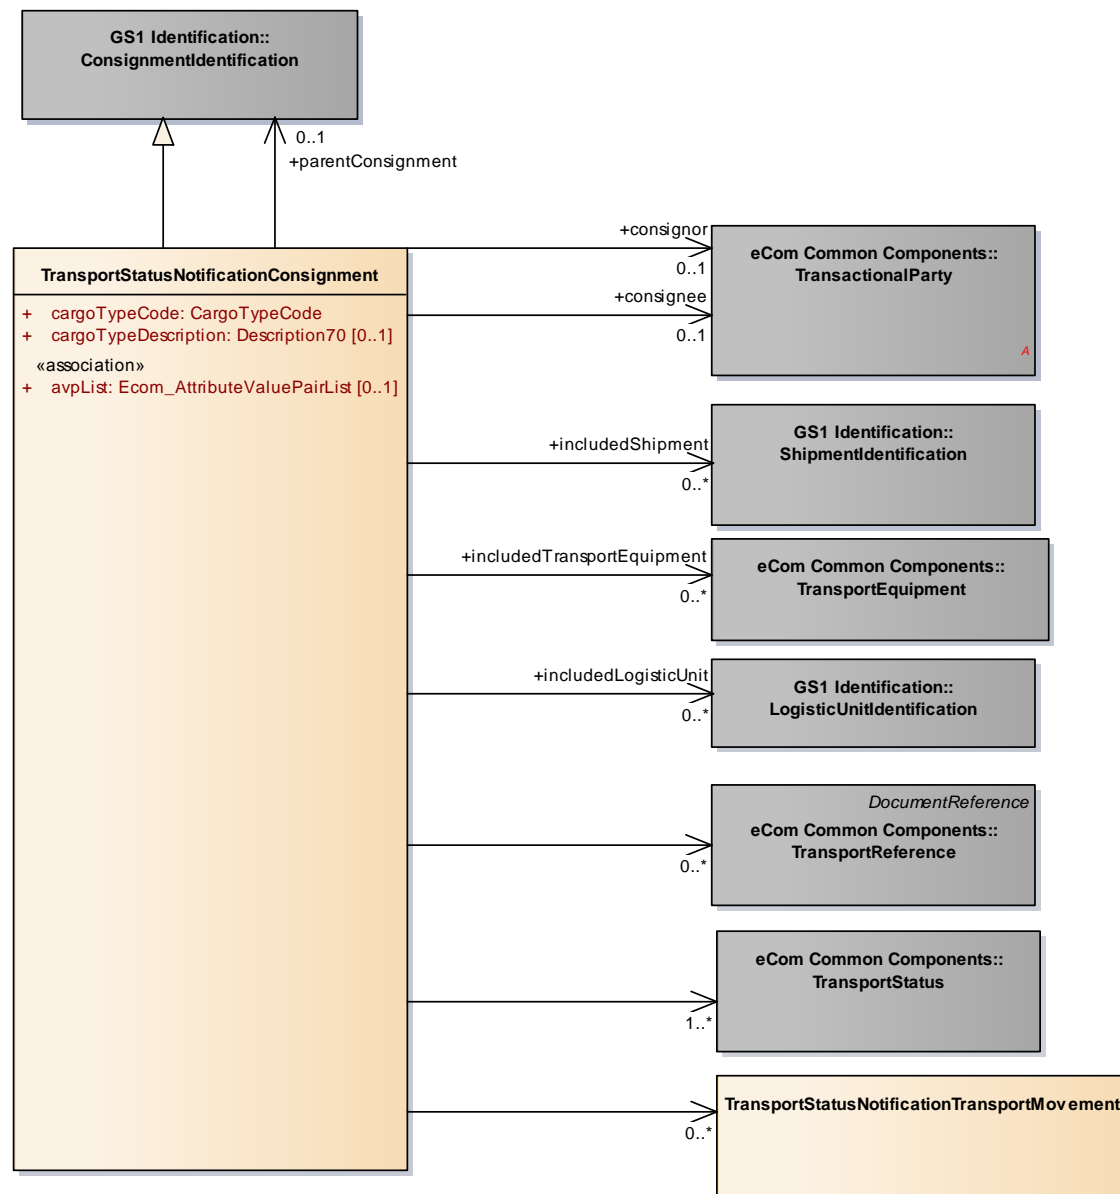 GS1 Identification::
ConsignmentIdentification
0..1
+parentConsignment
TransportStatusNotificationConsignment
+ cargoTypeCode: CargoTypeCode
+ cargoTypeDescription: Description70 [0..1]
«association»
+ avpList: Ecom_AttributeValuePairList [0..1]
+consignor
0..1
+consignee
0..1
eCom Common Components::
TransactionalParty
A
+includedShipment
0..*
GS1 Identification::
ShipmentIdentification
+includedTransportEquipment
0..*
eCom Common Components::
TransportEquipment
+includedLogisticUnit
0..*
GS1 Identification::
LogisticUnitIdentification
0..*
DocumentReference
eCom Common Components::
TransportReference
1..*
eCom Common Components::
TransportStatus
0..*
TransportStatusNotificationTransportMovement